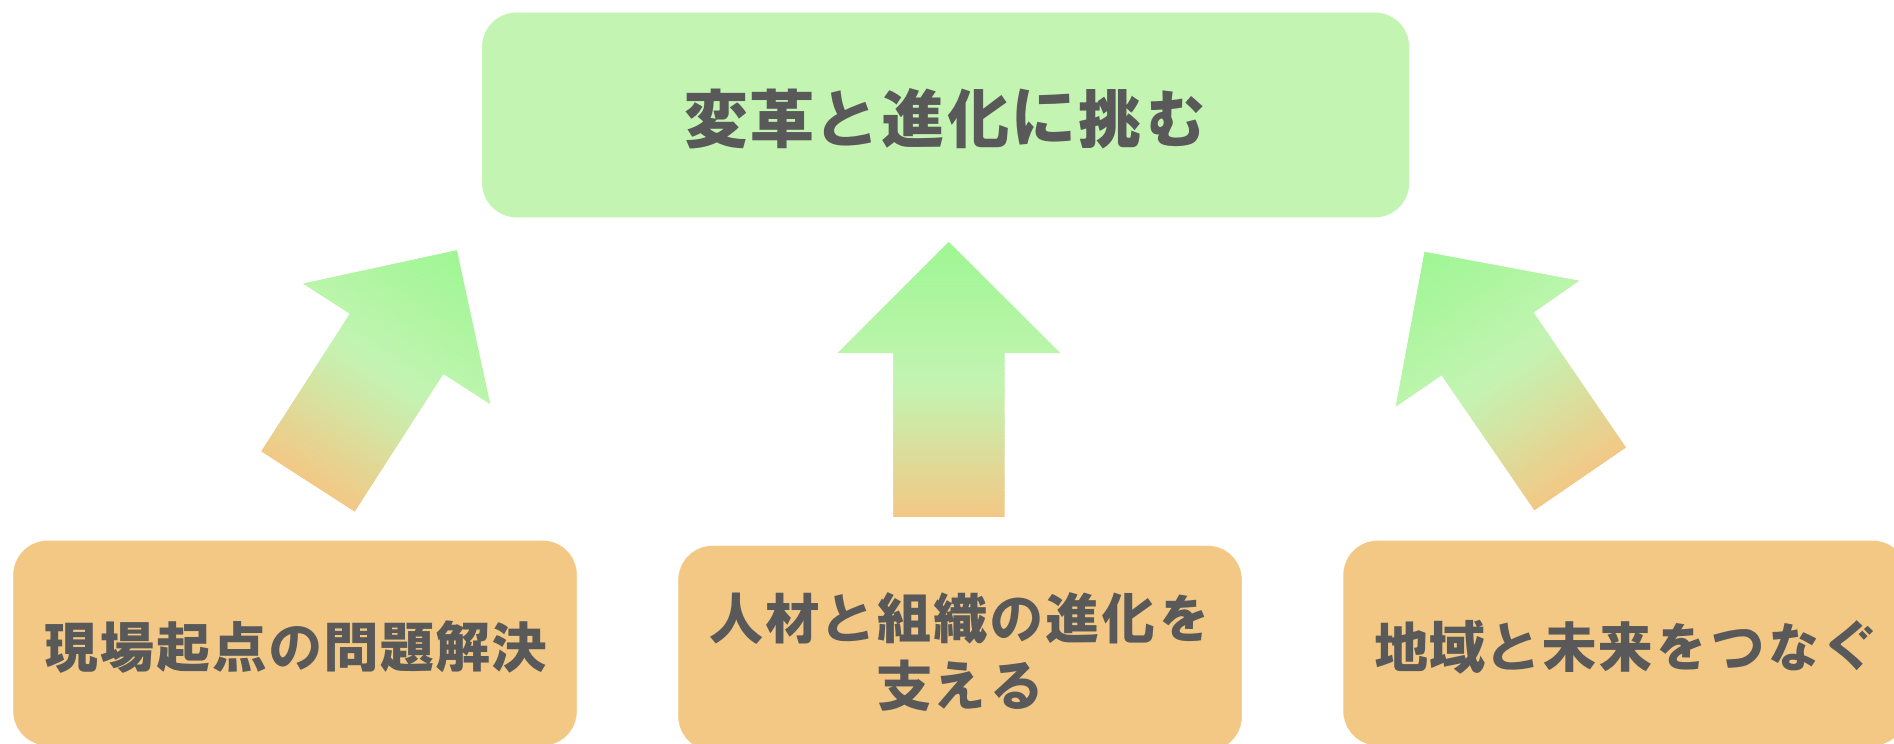 変革と進化に挑む
現場起点の問題解決
人材と組織の進化を
支える
地域と未来をつなぐ